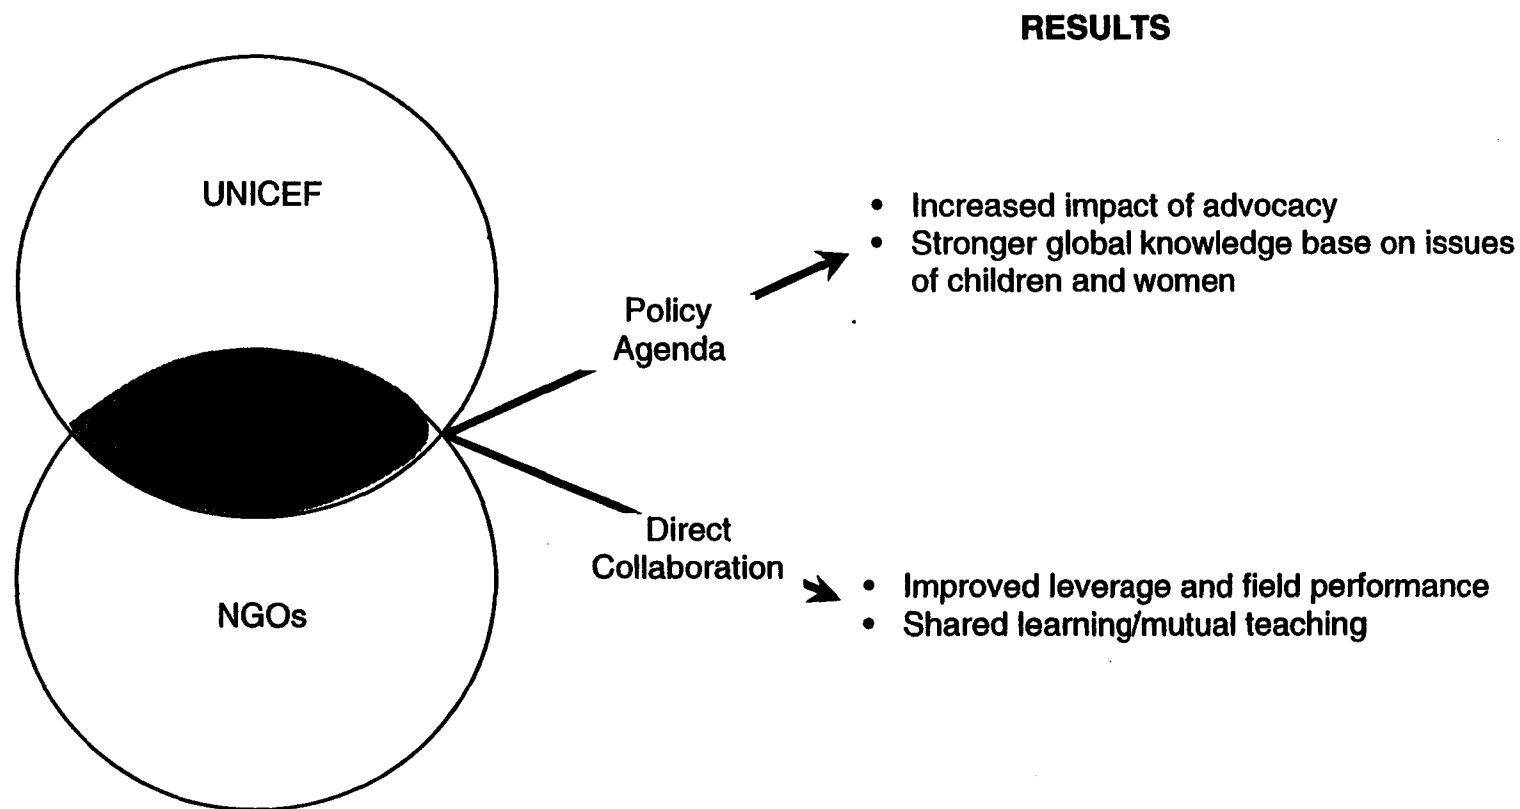 RESULTS
UNICEF
• Increased impact of advocacy
• Stronger global knowledge base on issues
of children and women
Policy
Agenda
Direct
Collaboration
• Improved leverage and field performance
• Shared learning/mutual teaching
NGOs